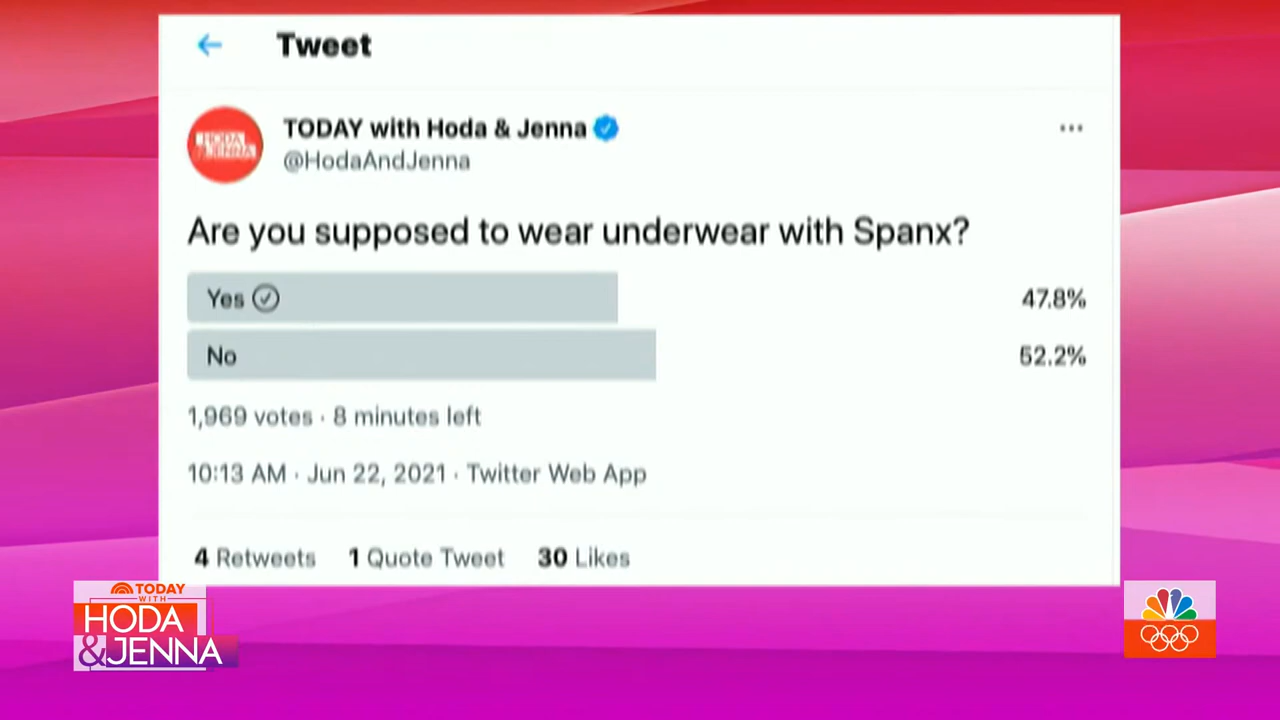 Tweet
TODAY with Hoda & Jenna
@HodaAndJenna
HODA
&JENNA
Are you supposed to wear underwear with Spanx?
Yes 47.8%
No 52.2%
1,969 votes · 8 minutes left
10:13 AM · Jun 22, 2021 · Twitter Web App
4 Retweets 1 Quote Tweet 30 Likes
TODAY
WITH
HODA
&JENNA